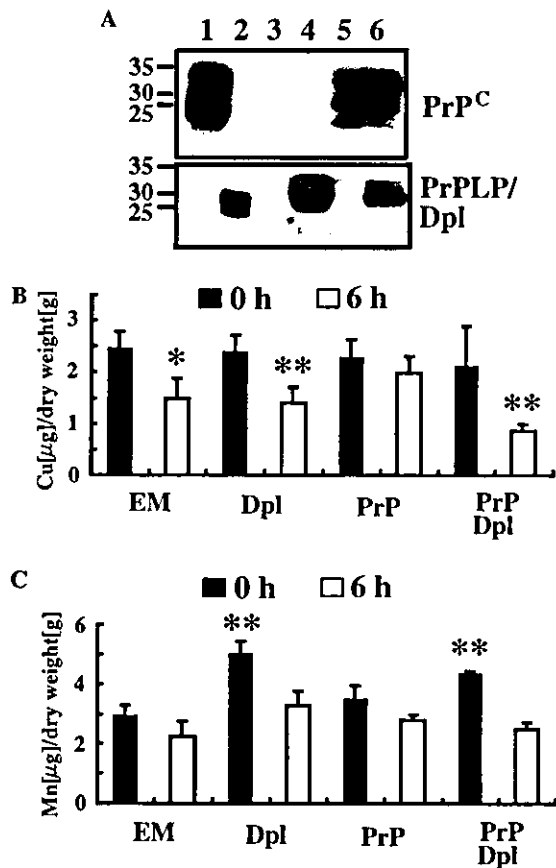 A 1 2 3 4 5 6
35
30
25
PrP^C
35
30
25
PrPLP/
Dpl
B ■ 0 h □ 6 h
Cu[μg]/dry weight[g]
3
2
1
0
* ** **
EM Dpl PrP PrP
Dpl
C ■ 0 h □ 6 h
Mn[μg]/dry weight[g]
6
4
2
0
** **
EM Dpl PrP PrP
Dpl